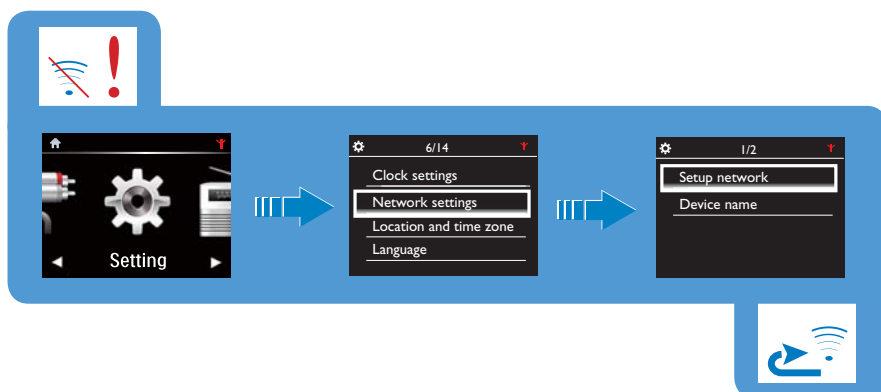 Setting
6/14
Clock settings
Network settings
Location and time zone
Language
1/2
Setup network
Device name